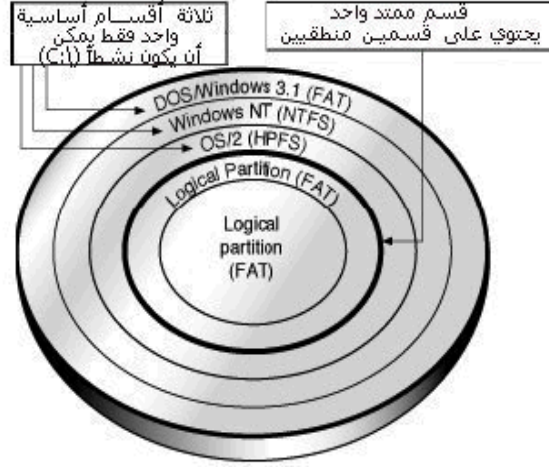 ثلاثة أقسـام أساسية
واحد فقط يمكن
أن يكون نشطاً (C:\)
قسم ممتد واحد
يحتوي على قسمين منطقيين
DOS/Windows 3.1 (FAT)
Windows NT (NTFS)
OS/2 (HPFS)
Logical Partition (FAT)
Logical
partition
(FAT)